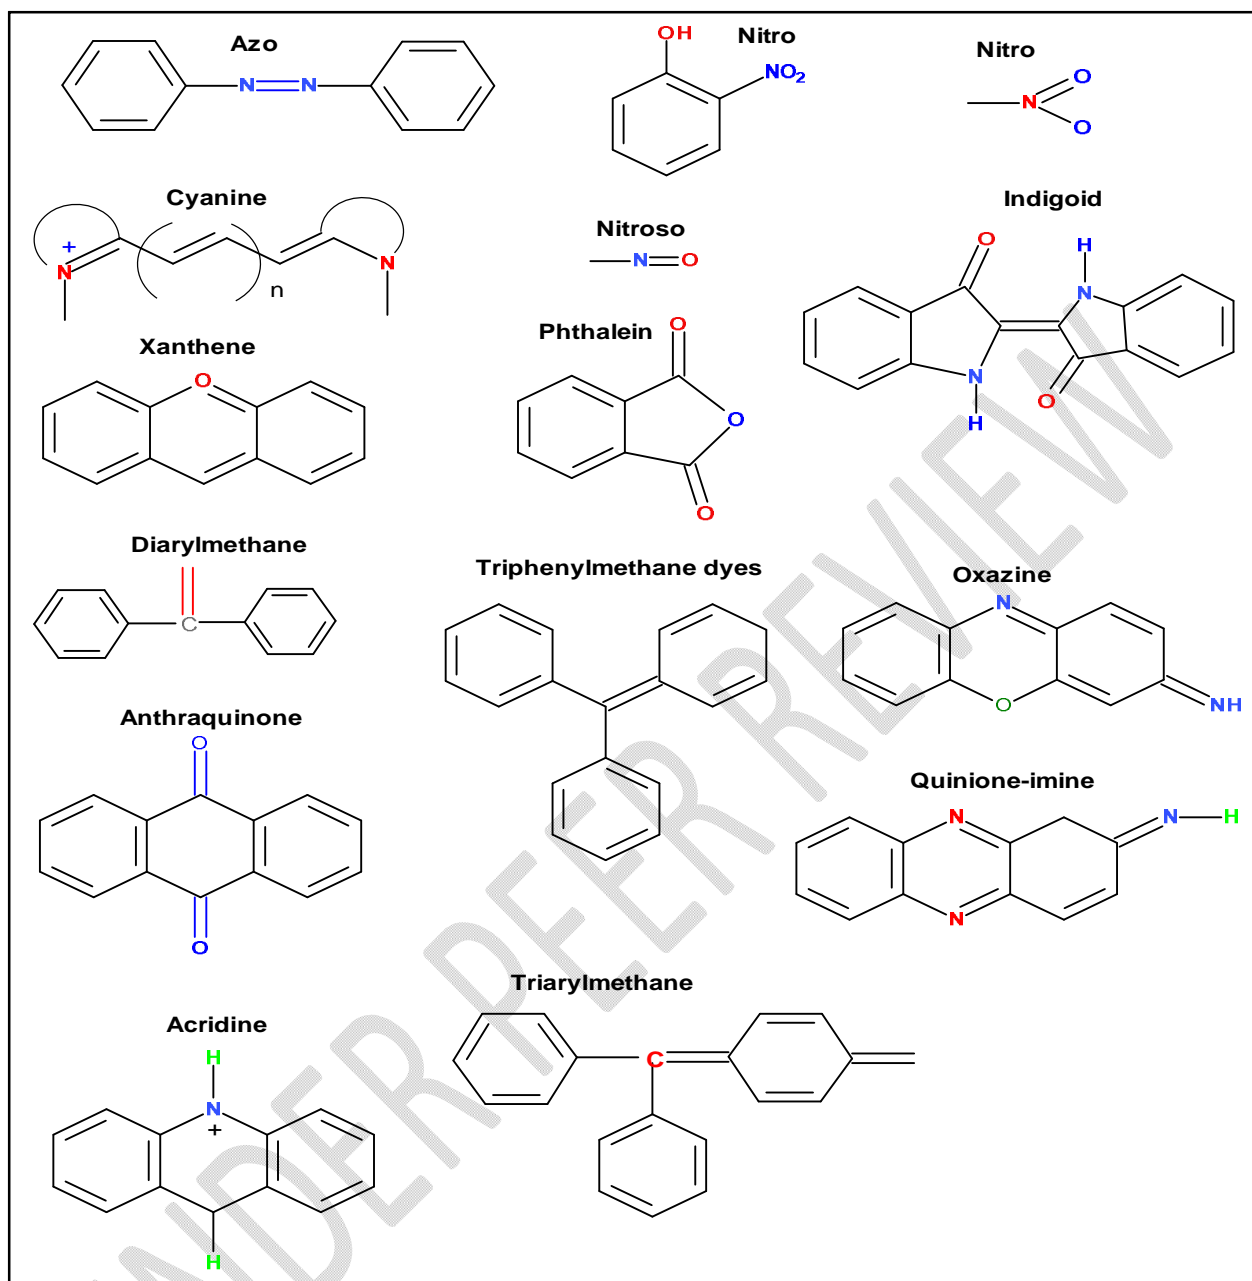 Azo
N N
OH
Nitro
NO2
Nitro
O
N
O
Cyanine
+
N
N
n
Nitroso
N O
Indigoid
O
H
N
N
H
O
Xanthene
O
Phthalein
O
O
O
Diarylmethane
C
Triphenylmethane dyes
Oxazine
N
O
NH
Anthraquinone
O
O
Quinione-imine
N
N
N H
Triarylmethane
C
Acridine
H
N
+
H
UNDER PEER REVIEW